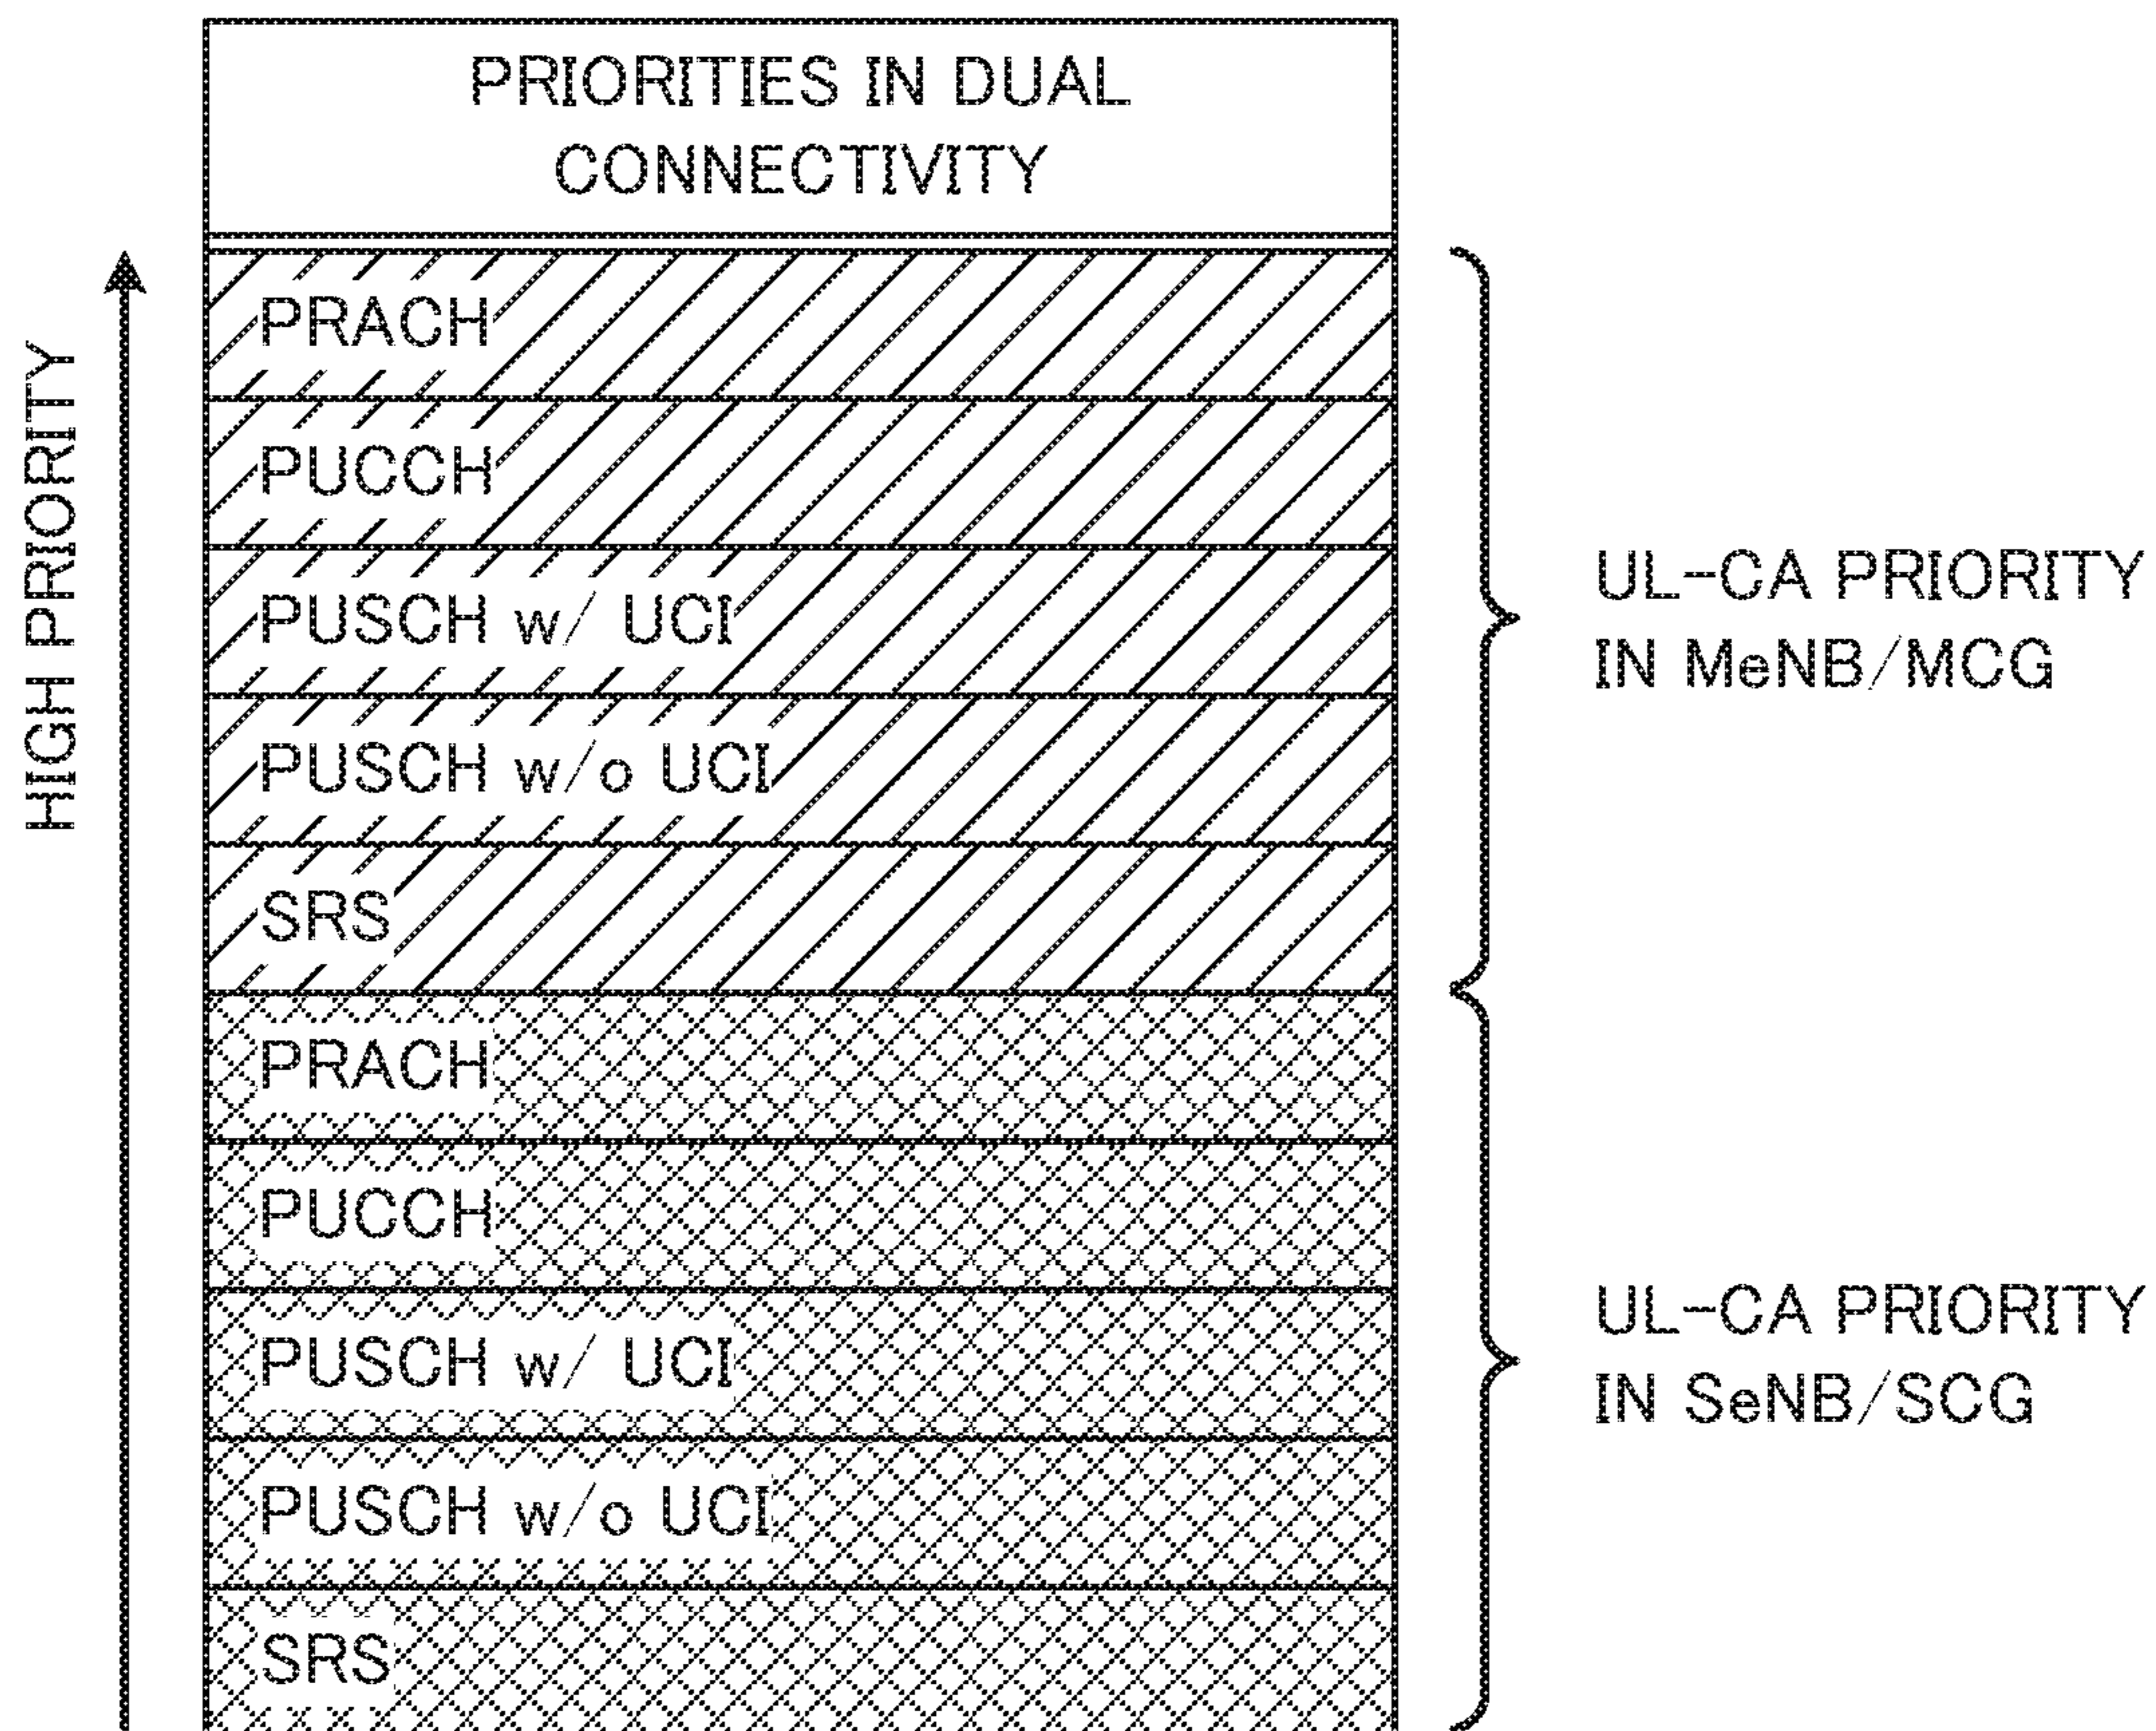 PRIORITIES IN DUAL
CONNECTIVITY
HIGH PRIORITY
PRACH
PUCCH
PUSCH w/ UCI
PUSCH w/o UCI
SRS
UL-CA PRIORITY
IN MeNB/MCG
PRACH
PUCCH
PUSCH w/ UCI
PUSCH w/o UCI
SRS
UL-CA PRIORITY
IN SeNB/SCG